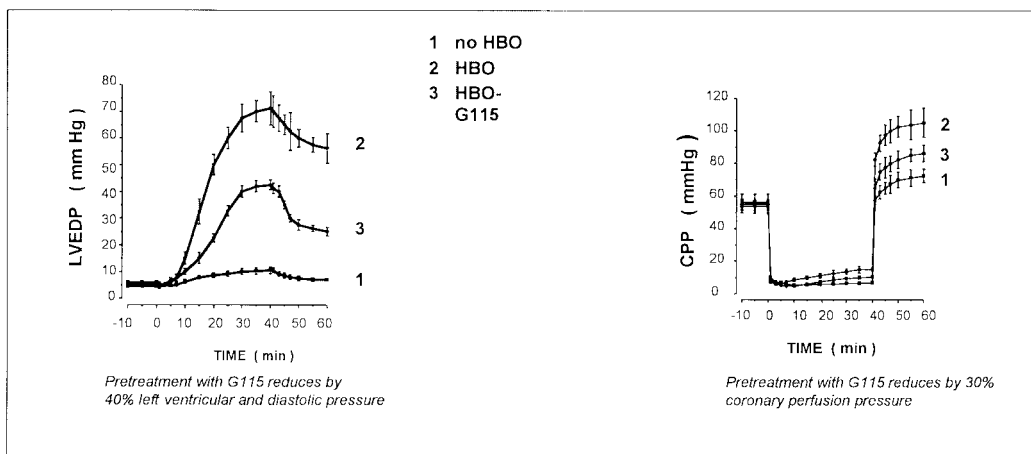 1 no HBO
2 HBO
3 HBO-
G115
LVEDP ( mm Hg )
80
70
60
50
40
30
20
10
0
2
3
1
-10 0 10 20 30 40 50 60
TIME ( min )
Pretreatment with G115 reduces by
40% left ventricular and diastolic pressure
CPP ( mmHg )
120
100
80
60
40
20
0
2
3
1
-10 0 10 20 30 40 50 60
TIME ( min )
Pretreatment with G115 reduces by 30%
coronary perfusion pressure